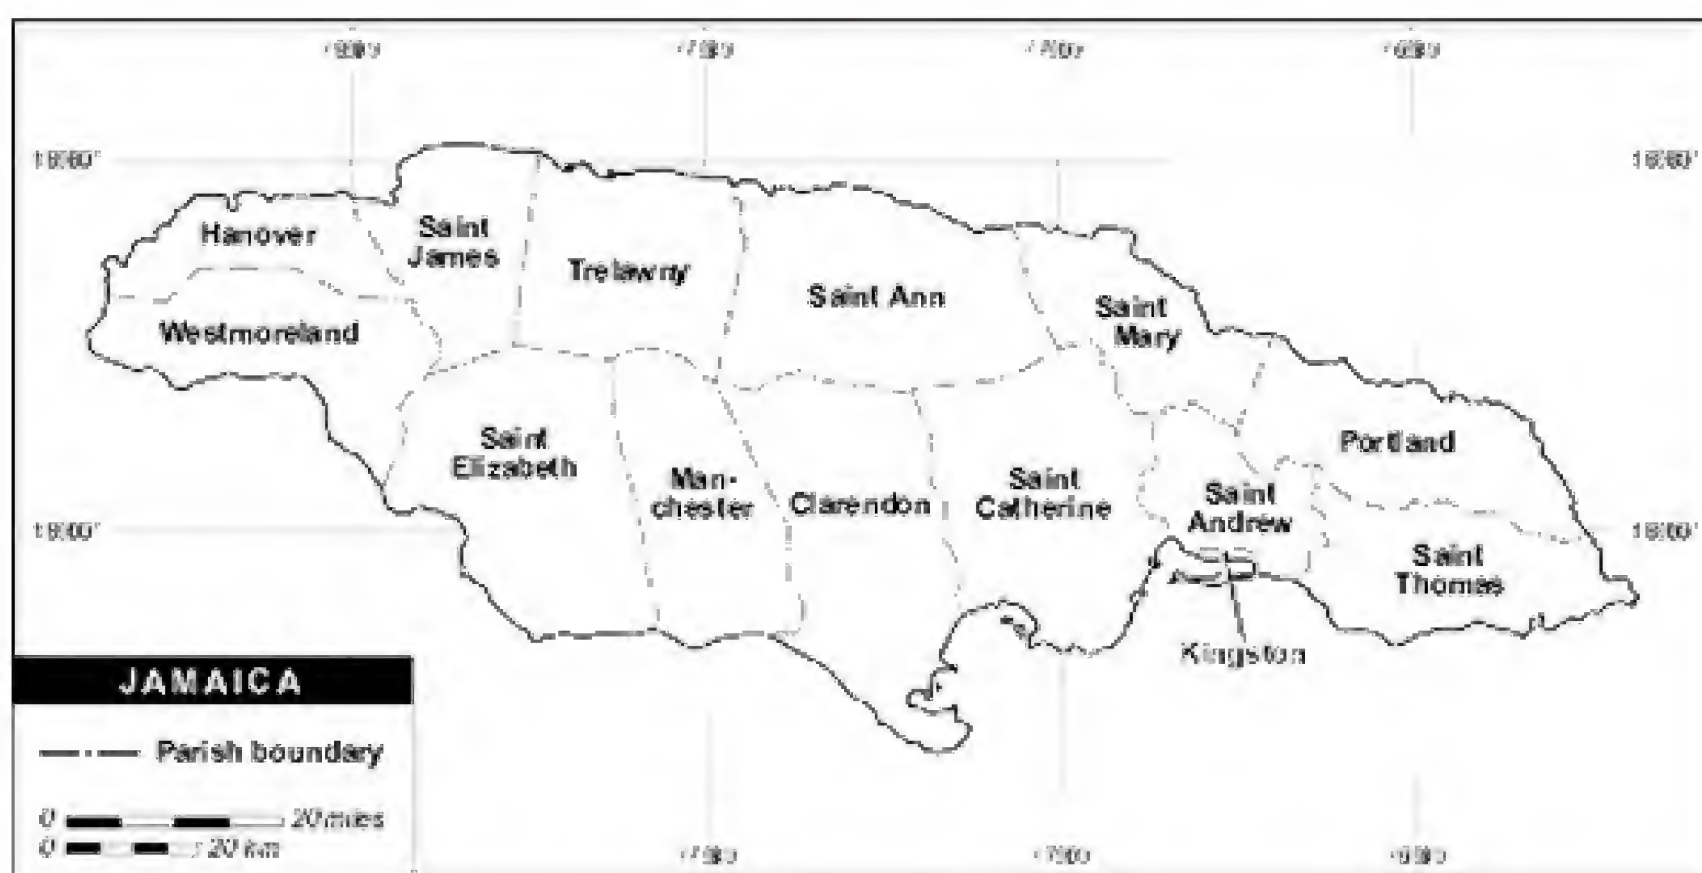 Hanover
Saint
James
Trelawny
Saint Ann
Saint
Mary
Westmoreland
Saint
Elizabeth
Man-
chester
Clarendon
Saint
Catherine
Saint
Andrew
Portland
Saint
Thomas
Kingston
JAMAICA
Parish boundary
0 20 miles
0 20 km